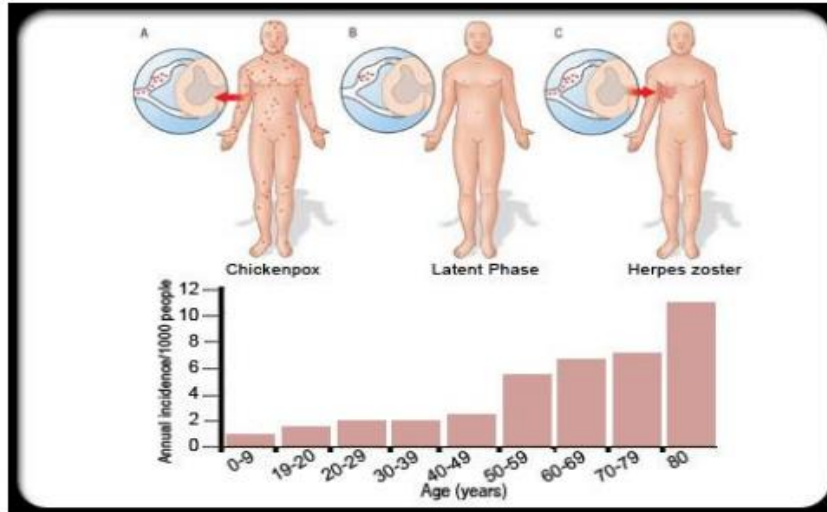 A B C
Chickenpox Latent Phase Herpes zoster
Annual incidence/1000 people
12
10
8
6
4
2
0
0-9 19-20 20-29 30-39 40-49 50-59 60-69 70-79 80
Age (years)